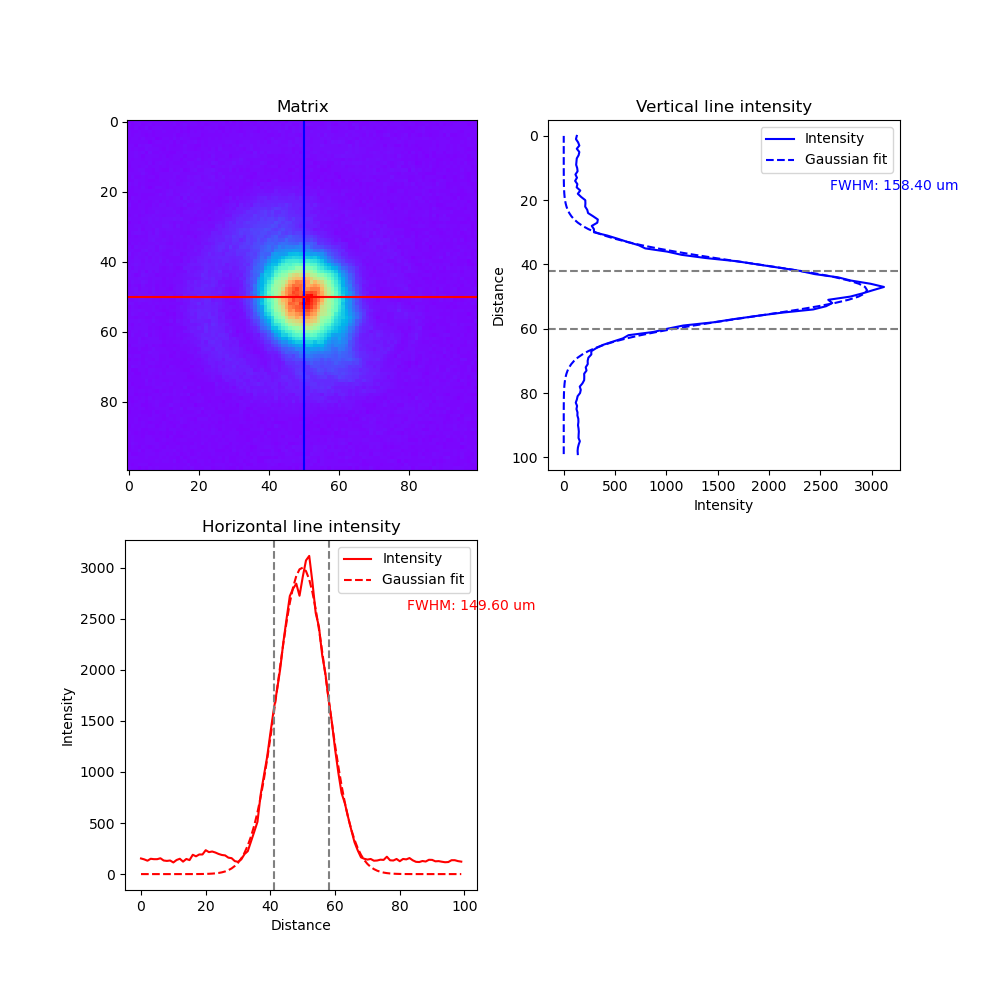 Matrix
0
20
40
60
80
0 20 40 60 80
Vertical line intensity
Intensity
Gaussian fit
FWHM: 158.40 um
Distance
0
20
40
60
80
100
0 500 1000 1500 2000 2500 3000
Intensity
Horizontal line intensity
Intensity
Gaussian fit
FWHM: 149.60 um
Intensity
3000
2500
2000
1500
1000
500
0
0 20 40 60 80 100
Distance